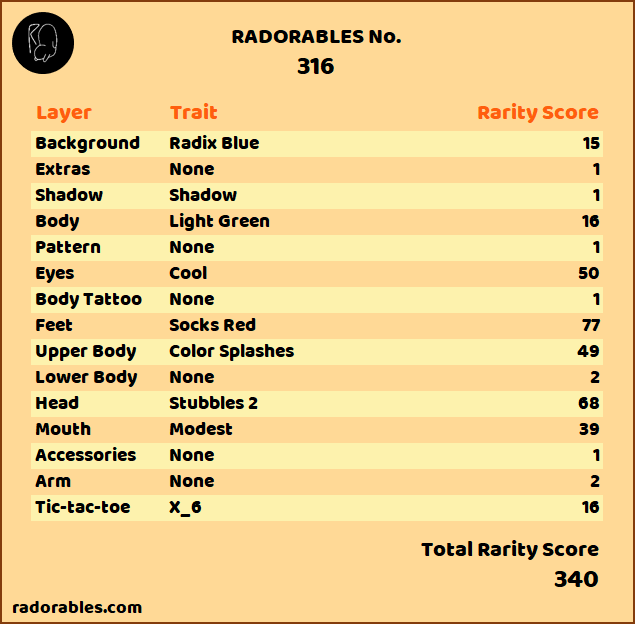 RADORABLES No.
316
Layer Trait Rarity Score
Background Radix Blue 15
Extras None 1
Shadow Shadow 1
Body Light Green 16
Pattern None 1
Eyes Cool 50
Body Tattoo None 1
Feet Socks Red 77
Upper Body Color Splashes 49
Lower Body None 2
Head Stubbles 2 68
Mouth Modest 39
Accessories None 1
Arm None 2
Tic-tac-toe X_6 16
Total Rarity Score
340
radorables.com